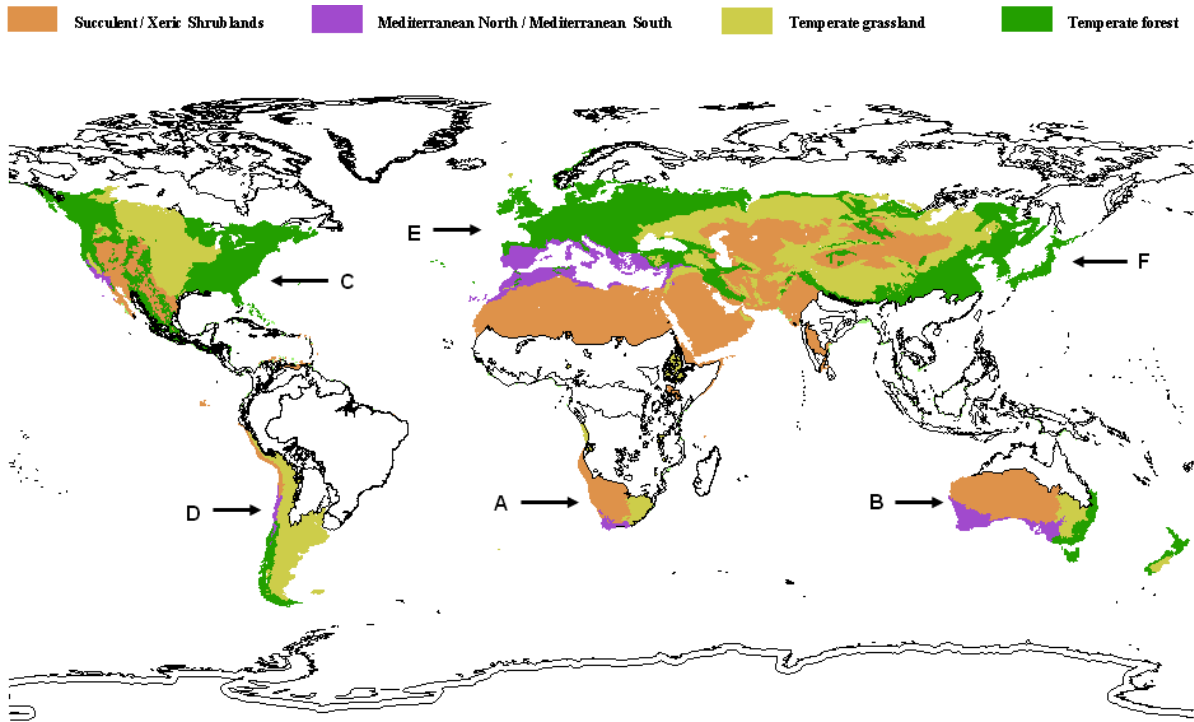 Succulent / Xeric Shrublands Mediterranean North / Mediterranean South Temperate grassland Temperate forest
E
C
F
A
B
D